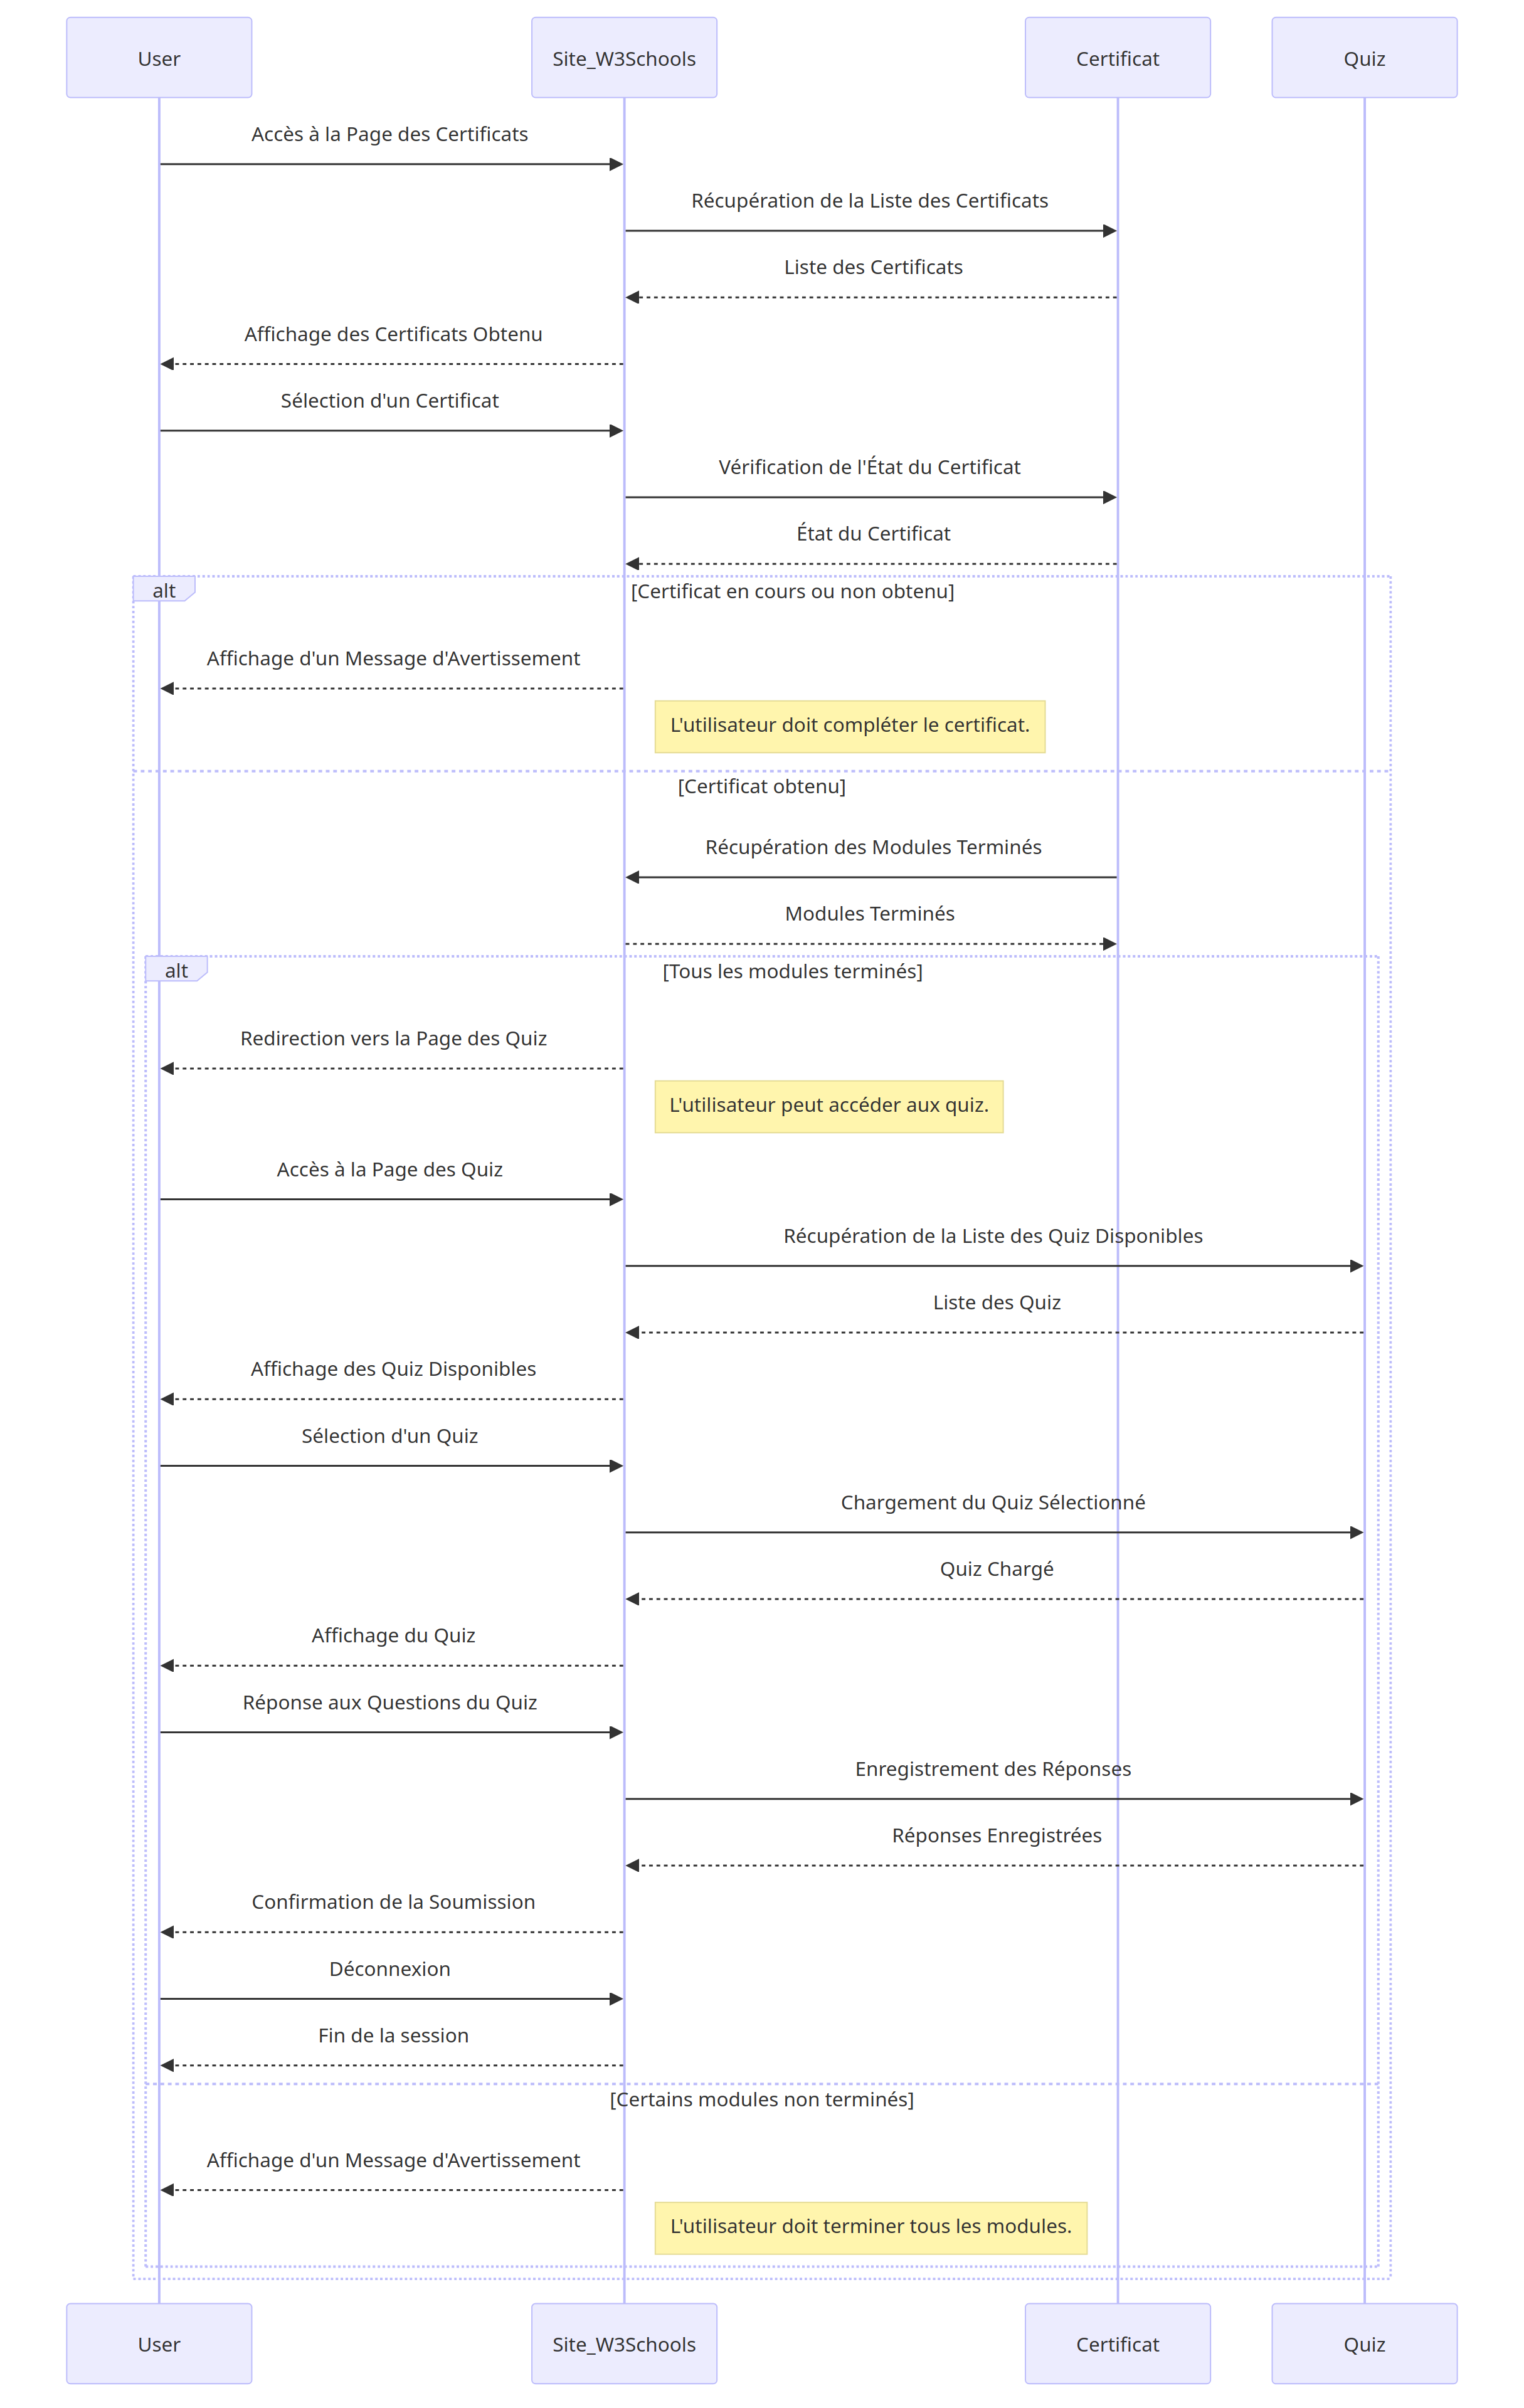 User Site_W3Schools Certificat Quiz
Accès à la Page des Certificats
Récupération de la Liste des Certificats
Liste des Certificats
Affichage des Certificats Obtenu
Sélection d'un Certificat
Vérification de l'État du Certificat
État du Certificat
alt [Certificat en cours ou non obtenu]
Affichage d'un Message d'Avertissement
L'utilisateur doit compléter le certificat.
[Certificat obtenu]
Récupération des Modules Terminés
Modules Terminés
alt [Tous les modules terminés]
Redirection vers la Page des Quiz
L'utilisateur peut accéder aux quiz.
Accès à la Page des Quiz
Récupération de la Liste des Quiz Disponibles
Liste des Quiz
Affichage des Quiz Disponibles
Sélection d'un Quiz
Chargement du Quiz Sélectionné
Quiz Chargé
Affichage du Quiz
Réponse aux Questions du Quiz
Enregistrement des Réponses
Réponses Enregistrées
Confirmation de la Soumission
Déconnexion
Fin de la session
[Certains modules non terminés]
Affichage d'un Message d'Avertissement
L'utilisateur doit terminer tous les modules.
User Site_W3Schools Certificat Quiz